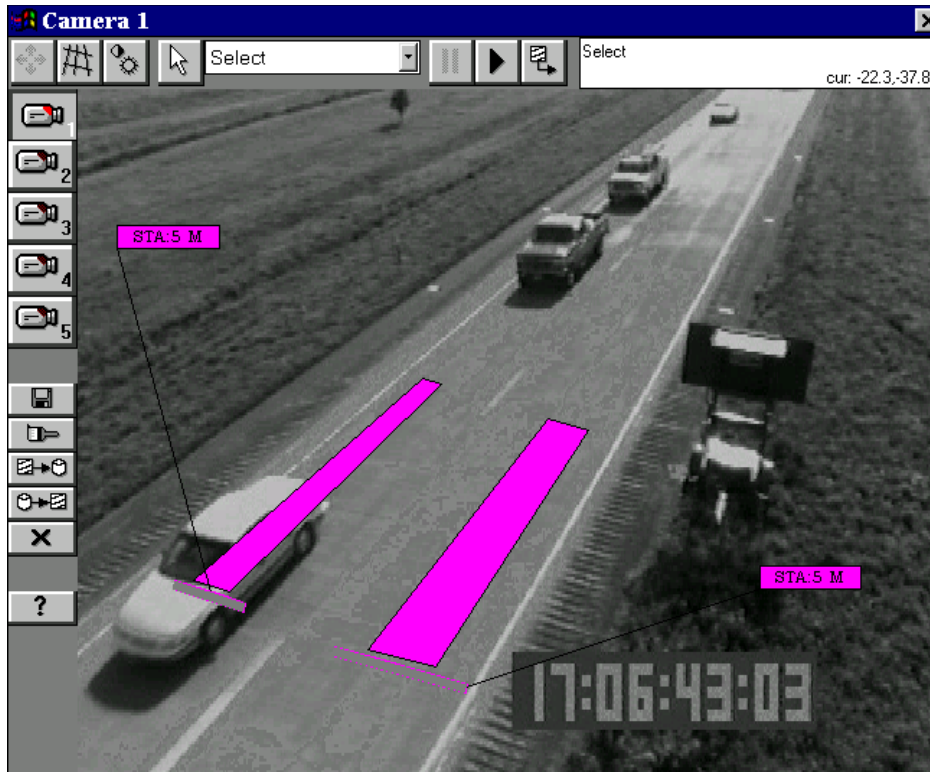 Camera 1
Select
Select
cur: -22.3,-37.8
1
2
3
4
5
STA:5 M
?
STA:5 M
17:06:43:03